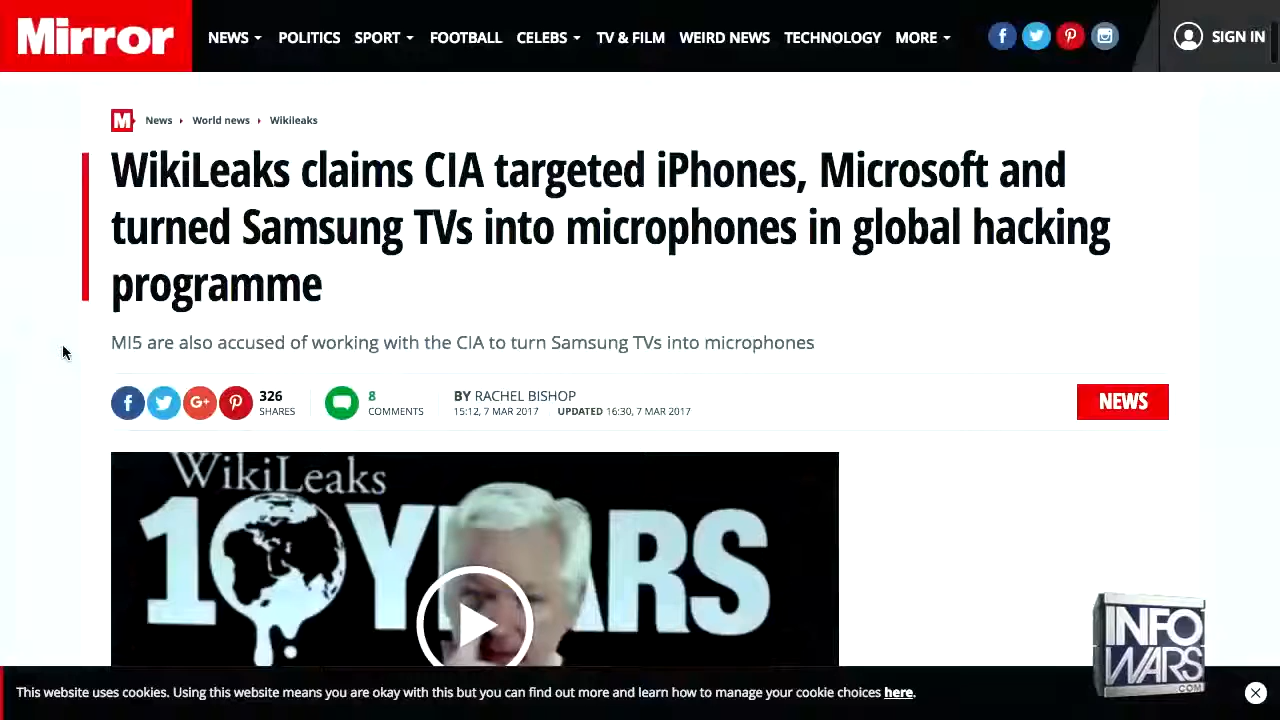 Mirror
NEWS POLITICS SPORT FOOTBALL CELEBS TV & FILM WEIRD NEWS TECHNOLOGY MORE SIGN IN
M News World news Wikileaks
WikiLeaks claims CIA targeted iPhones, Microsoft and
turned Samsung TVs into microphones in global hacking
programme
MI5 are also accused of working with the CIA to turn Samsung TVs into microphones
326
SHARES
8
COMMENTS
BY RACHEL BISHOP
15:12, 7 MAR 2017 UPDATED 16:30, 7 MAR 2017
NEWS
WikiLeaks
10 YEARS
INFO
WARS
.COM
This website uses cookies. Using this website means you are okay with this but you can find out more and learn how to manage your cookie choices here.